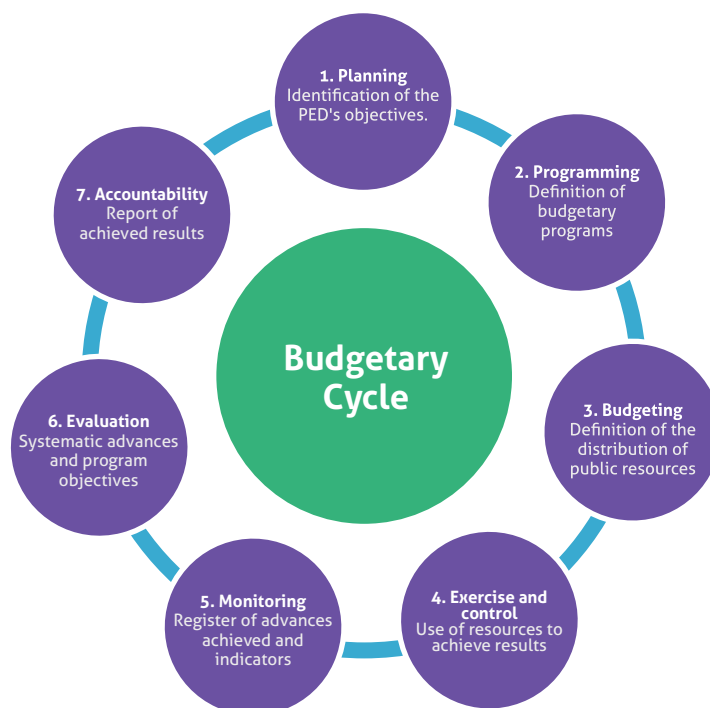 1. Planning
Identification of the
PED's objectives.
2. Programming
Definition of
budgetary
programs
3. Budgeting
Definition of the
distribution of
public resources
4. Exercise and
control
Use of resources to
achieve results
5. Monitoring
Register of advances
achieved and
indicators
6. Evaluation
Systematic advances
and program
objectives
7. Accountability
Report of
achieved results
Budgetary
Cycle